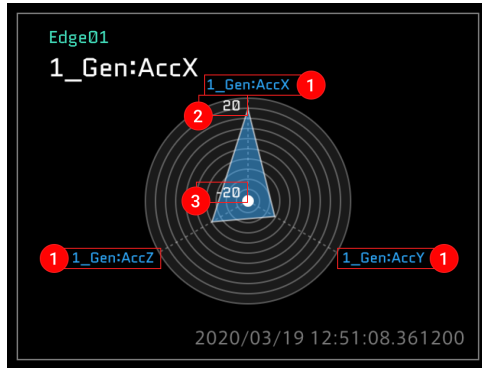 Edge01
1_Gen:AccX
1_Gen:AccX 1
2 20
3 -20
1 1_Gen:AccZ
1_Gen:AccY 1
2020/03/19 12:51:08.361200